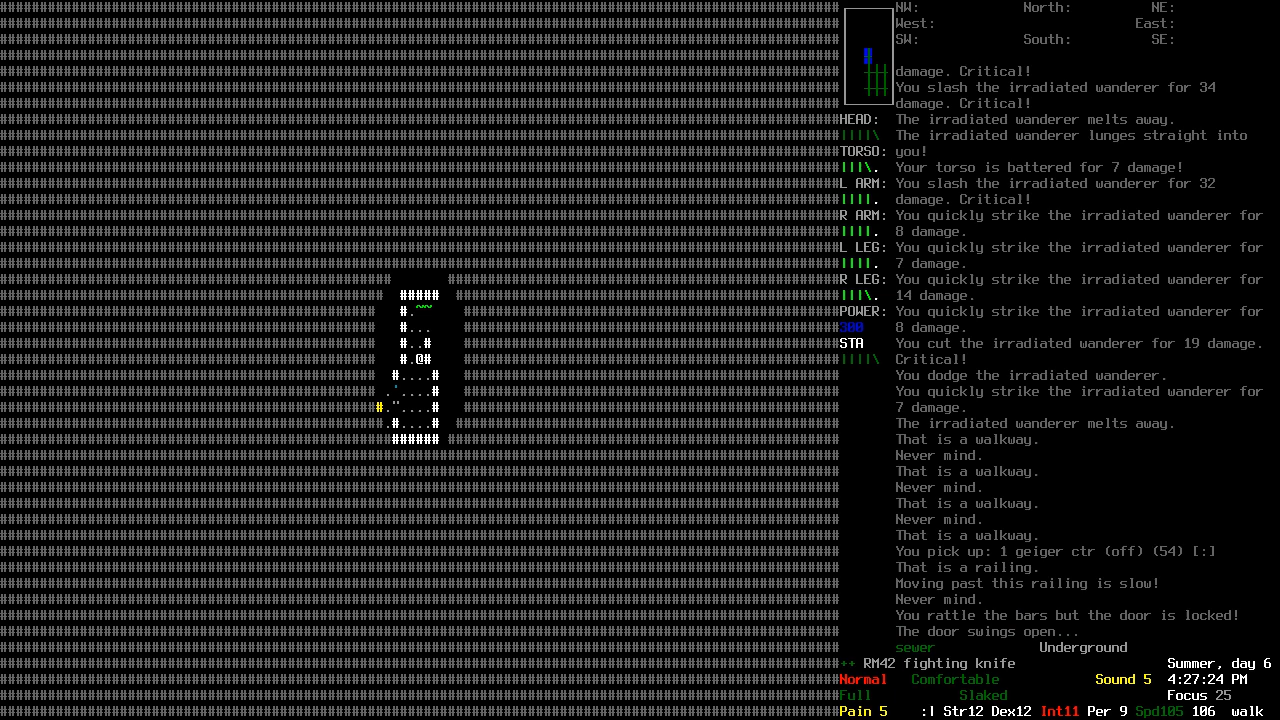 NW: North: NE:
West: East:
SW: South: SE:
damage. Critical!
You slash the irradiated wanderer for 34
damage. Critical!
HEAD: The irradiated wanderer melts away.
||||\ The irradiated wanderer lunges straight into
TORSO: you!
|||\. Your torso is battered for 7 damage!
L ARM: You slash the irradiated wanderer for 32
||||. damage. Critical!
R ARM: You quickly strike the irradiated wanderer for
||||. 8 damage.
L LEG: You quickly strike the irradiated wanderer for
||||. 7 damage.
R LEG: You quickly strike the irradiated wanderer for
|||\. 14 damage.
POWER: You quickly strike the irradiated wanderer for
300 8 damage.
STA You cut the irradiated wanderer for 19 damage.
||||\ Critical!
You dodge the irradiated wanderer.
You quickly strike the irradiated wanderer for
7 damage.
The irradiated wanderer melts away.
That is a walkway.
Never mind.
That is a walkway.
Never mind.
That is a walkway.
Never mind.
That is a walkway.
You pick up: 1 geiger ctr (off) (54) [:]
That is a railing.
Moving past this railing is slow!
Never mind.
You rattle the bars but the door is locked!
The door swings open...
sewer Underground
++ RM42 fighting knife Summer, day 6
Normal Comfortable Sound 5 4:27:24 PM
Full Slaked Focus 25
Pain 5 :| Str12 Dex12 Int11 Per 9 Spd105 106 walk